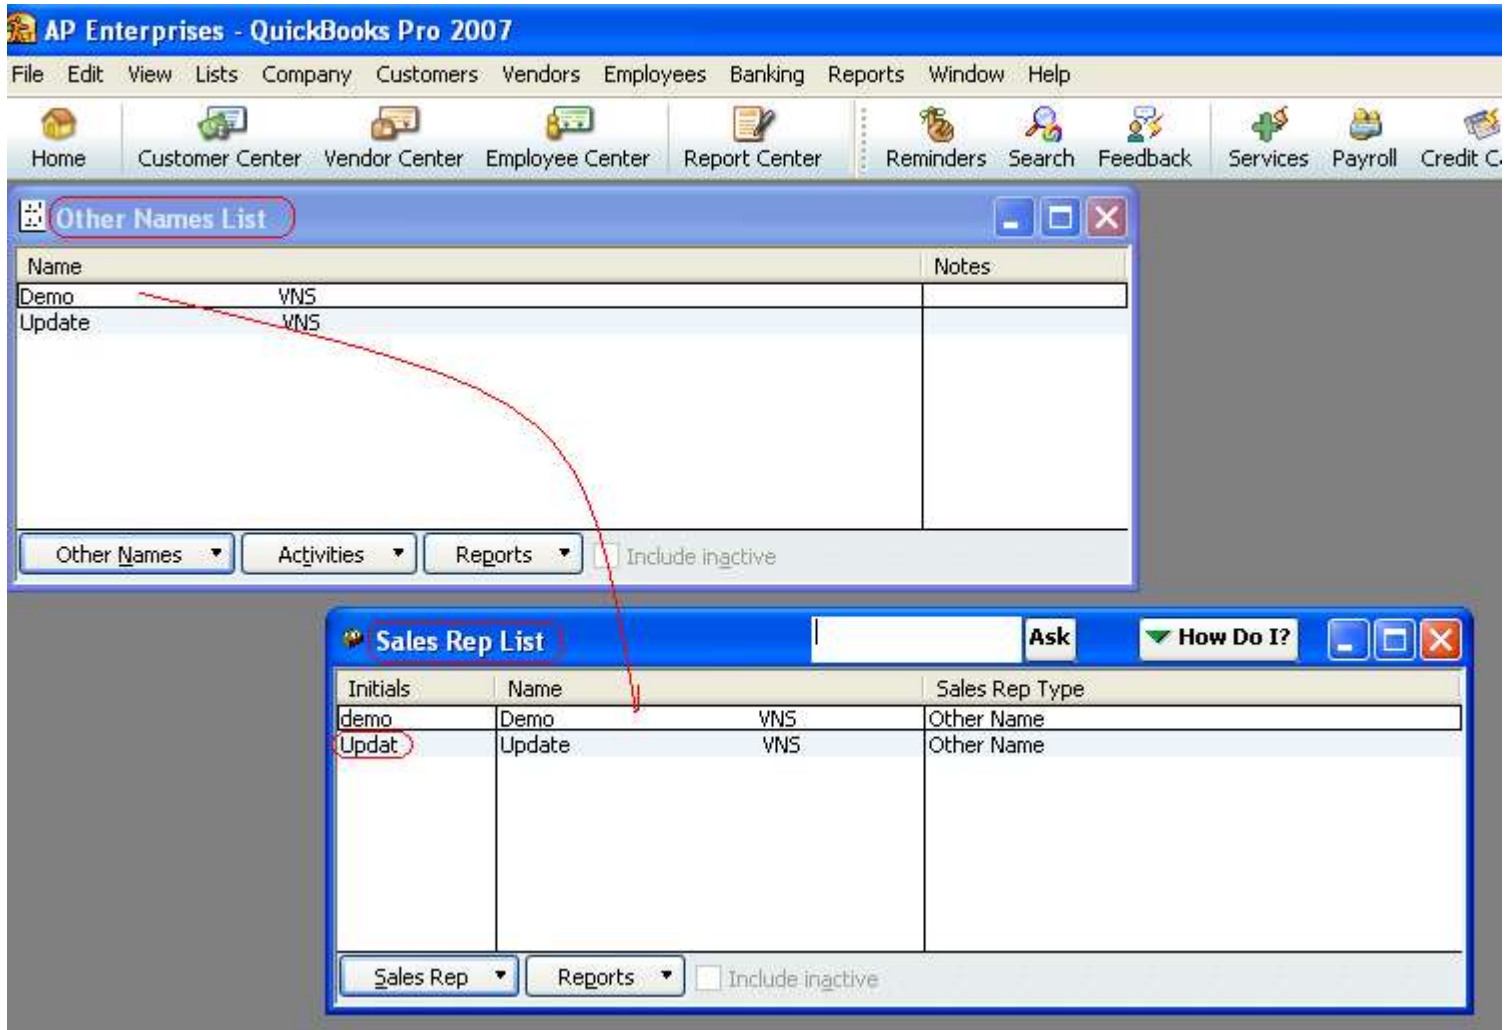 AP Enterprises - QuickBooks Pro 2007
File Edit View Lists Company Customers Vendors Employees Banking Reports Window Help
Home Customer Center Vendor Center Employee Center Report Center Reminders Search Feedback Services Payroll Credit C
Other Names List
Name Notes
Demo VNS
Update VNS
Other Names Activities Reports Include inactive
Sales Rep List Ask How Do I?
Initials Name Sales Rep Type
demo Demo VNS Other Name
Updat Update VNS Other Name
Sales Rep Reports Include inactive